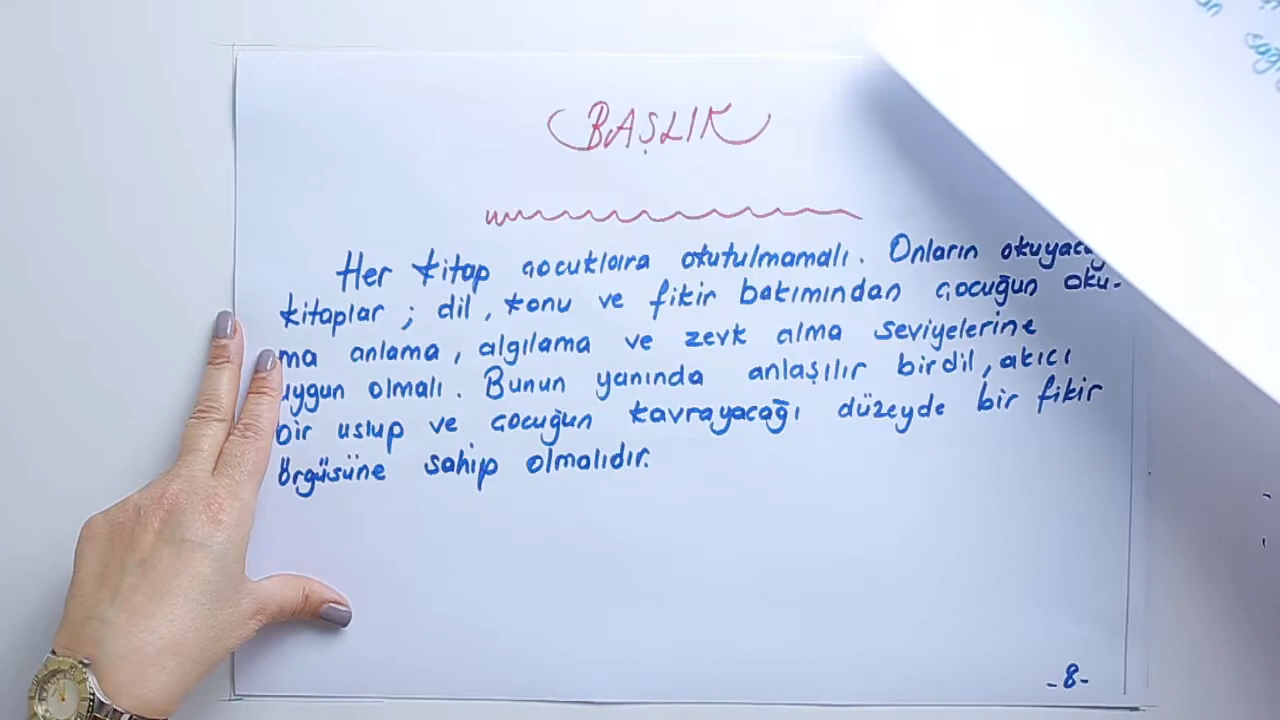 BAŞLIK
Her kitap çocuklara okutulmamalı. Onların
kitaplar ; dil, konu ve fikir bakımından çocuğun oku-
ma anlama, algılama ve zevk alma seviyelerine
uygun olmalı. Bunun yanında anlaşılır bir dil, akıcı
bir uslup ve çocuğun kavrayacağı düzeyde bir fikir
örgüsüne sahip olmalıdır.
-8-